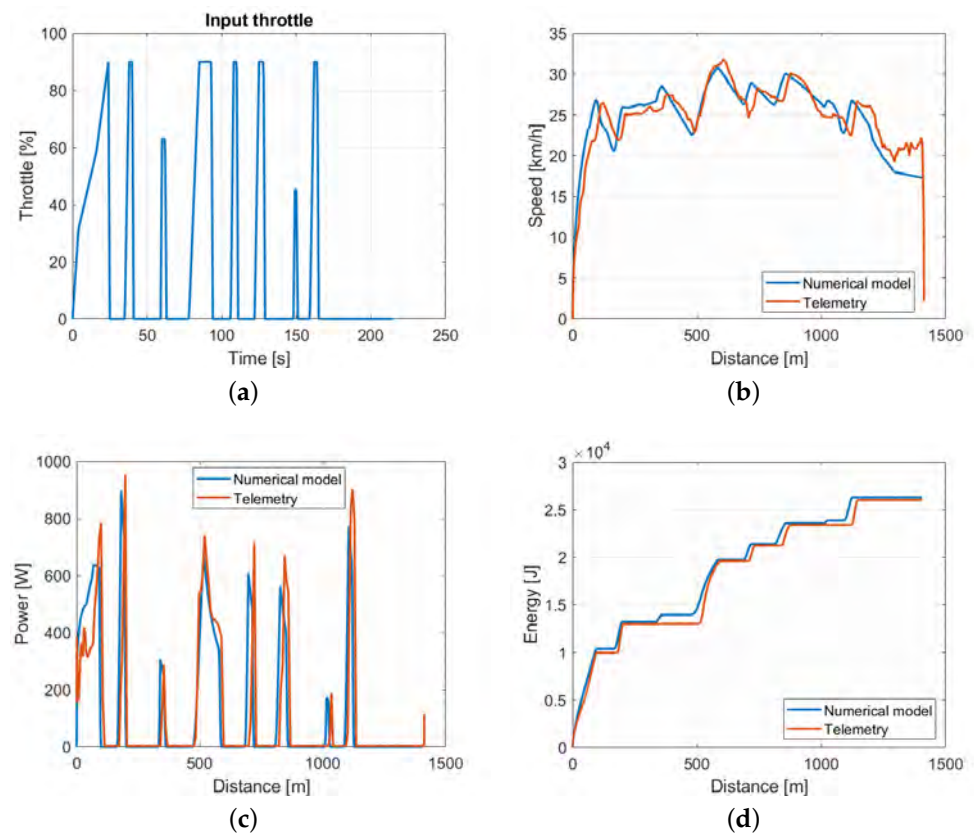 Input throttle
100
80
60
40
20
0
Throttle [%]
0 50 100 150 200 250
Time [s]
(a)
35
30
25
20
15
10
5
0
Speed [km/h]
Numerical model
Telemetry
0 500 1000 1500
Distance [m]
(b)
1000
800
600
400
200
0
Power [W]
Numerical model
Telemetry
0 500 1000 1500
Distance [m]
(c)
× 10⁴
3
2.5
2
1.5
1
0.5
0
Energy [J]
Numerical model
Telemetry
0 500 1000 1500
Distance [m]
(d)